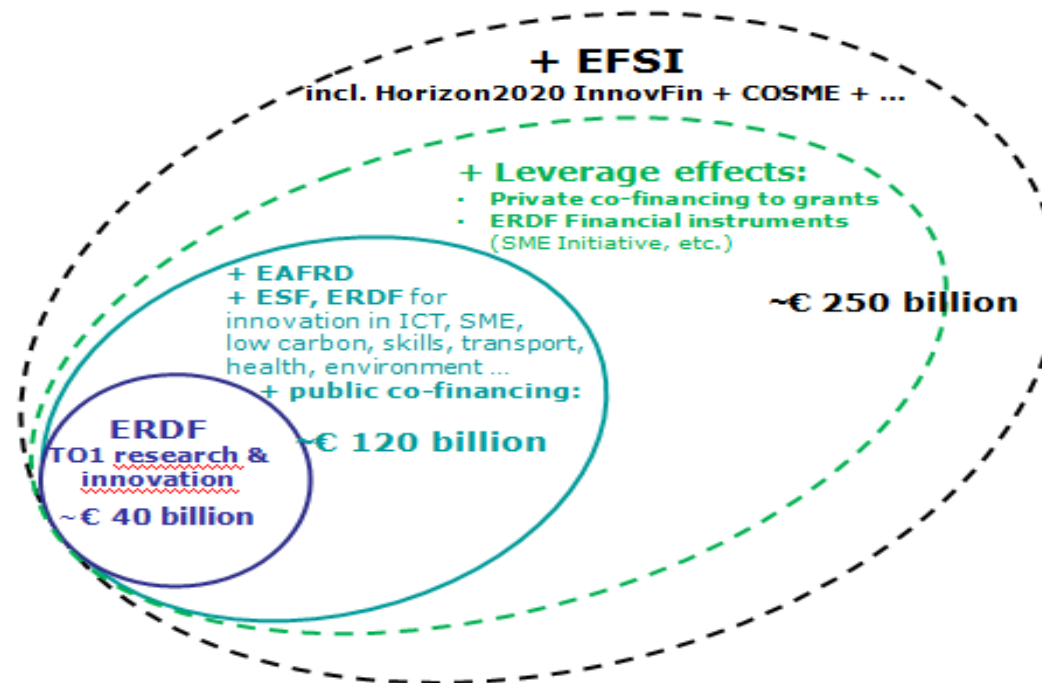 + EFSI
incl. Horizon2020 InnovFin + COSME + ...
+ Leverage effects:
· Private co-financing to grants
· ERDF Financial instruments
(SME Initiative, etc.)
+ EAFRD
+ ESF, ERDF for
innovation in ICT, SME,
low carbon, skills, transport,
health, environment ...
+ public co-financing:
~€ 120 billion
~€ 250 billion
ERDF
TO1 research &
innovation
~€ 40 billion